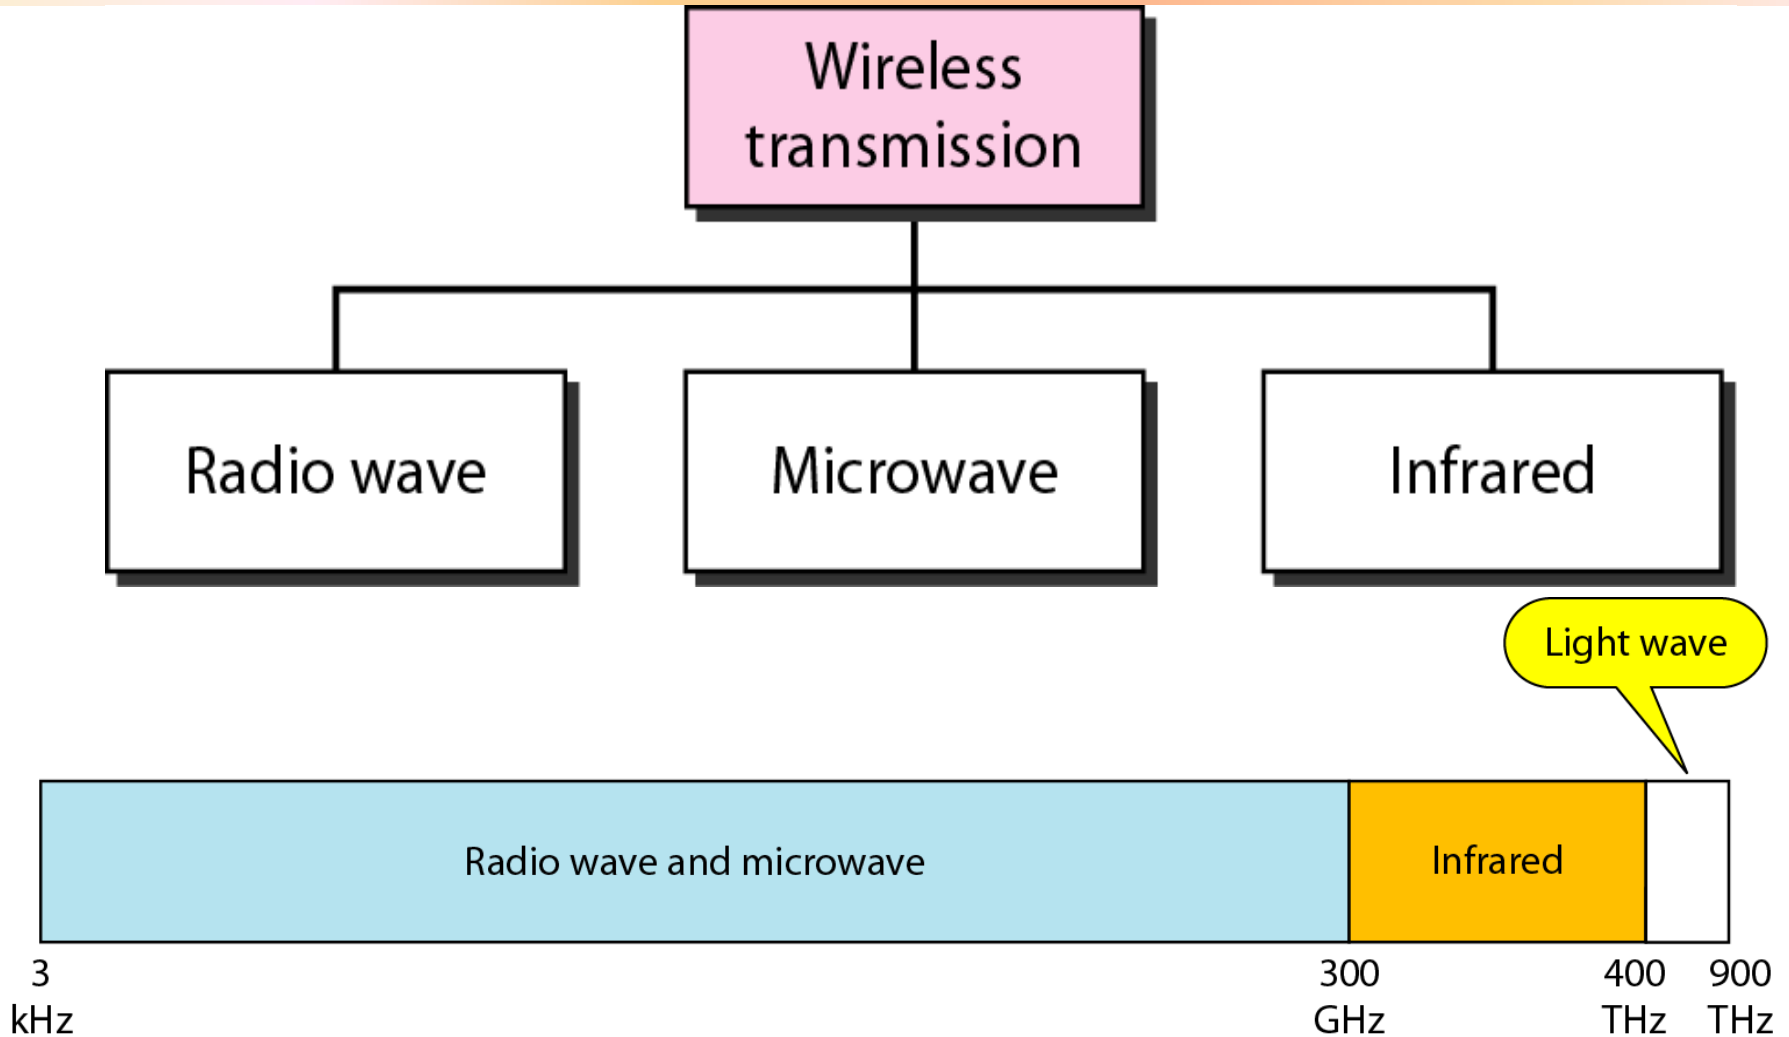 Wireless
transmission
Radio wave
Microwave
Infrared
Light wave
Radio wave and microwave
Infrared
3
kHz
300
GHz
400
THz
900
THz